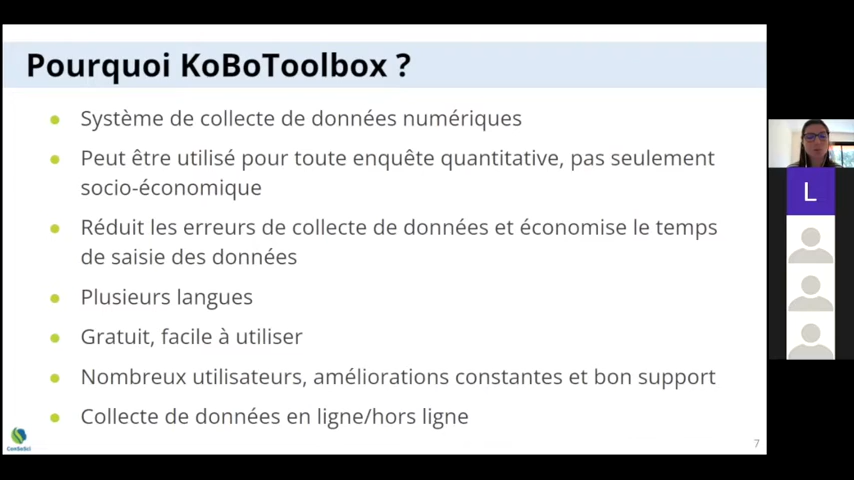 Pourquoi KoBoToolbox ?
Système de collecte de données numériques
Peut être utilisé pour toute enquête quantitative, pas seulement
socio-économique
Réduit les erreurs de collecte de données et économise le temps
de saisie des données
Plusieurs langues
Gratuit, facile à utiliser
Nombreux utilisateurs, améliorations constantes et bon support
Collecte de données en ligne/hors ligne
ConSoSci
7
L